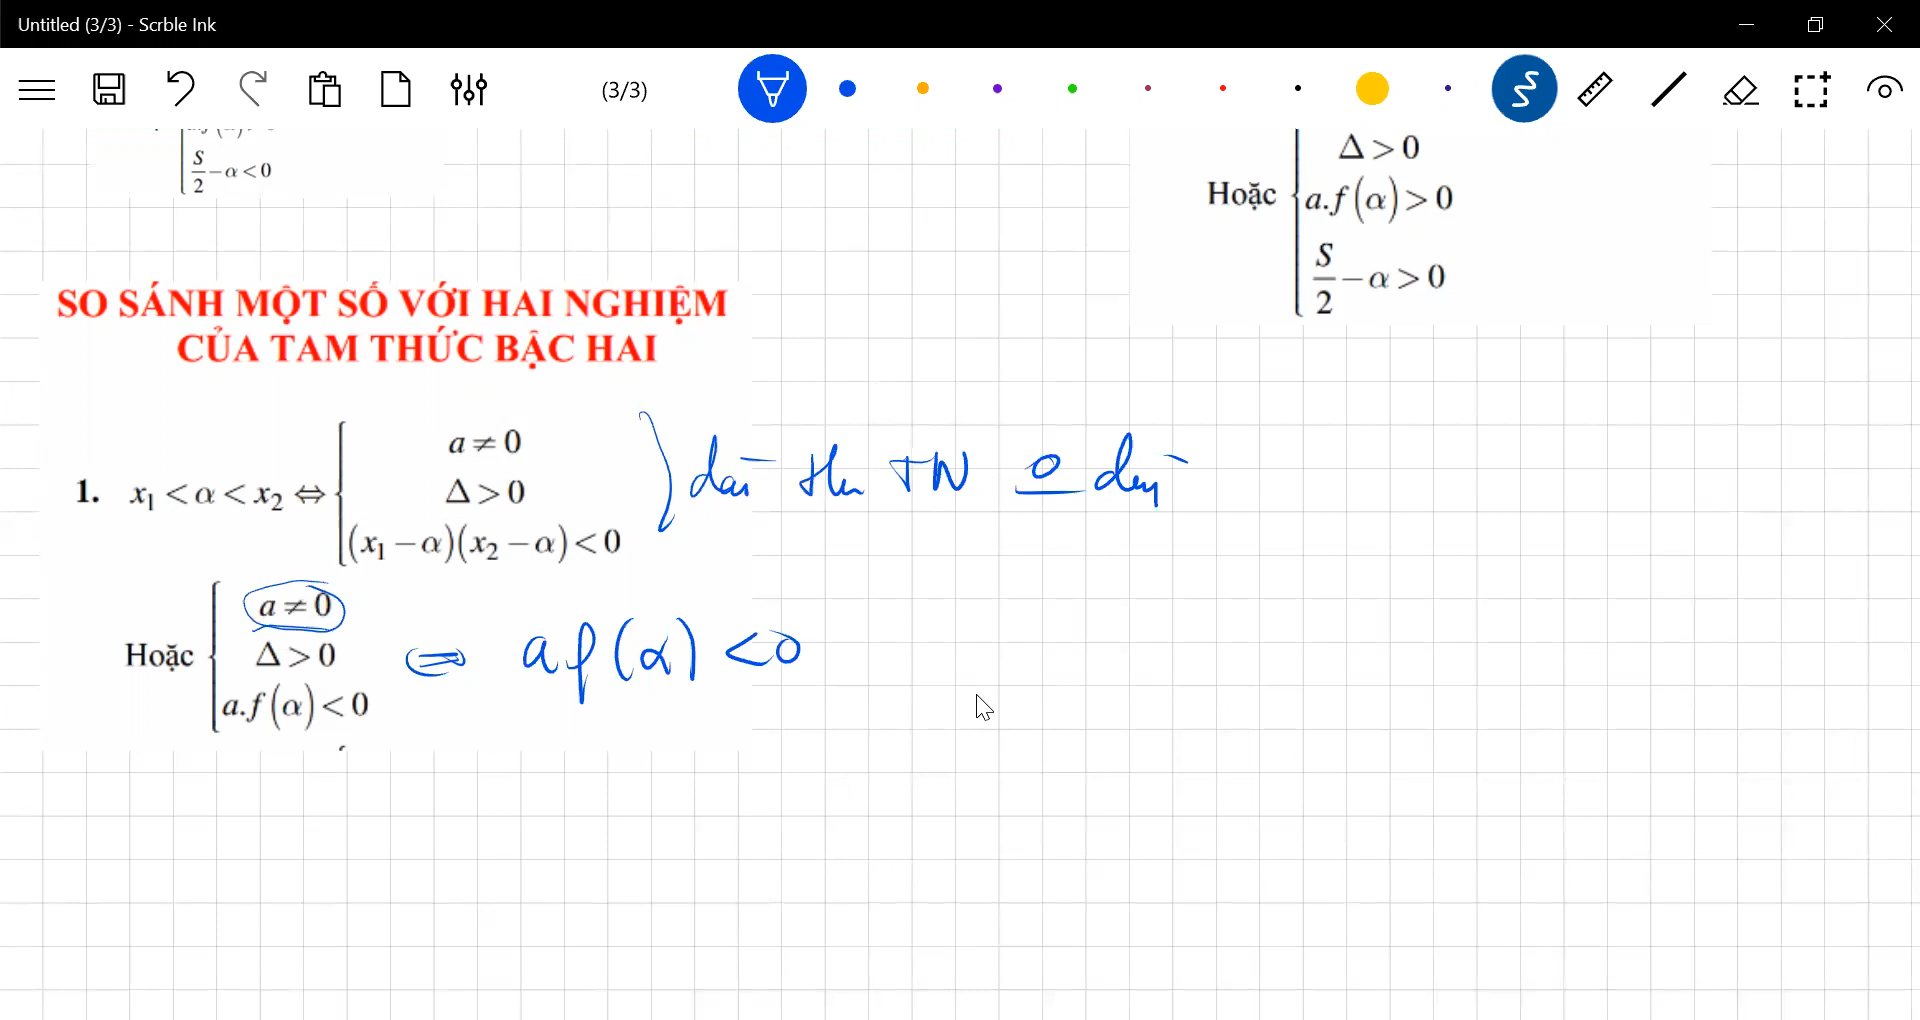 Untitled (3/3) - Scrble Ink
(3/3)
S/2 - α < 0
Δ > 0
Hoặc a.f(α) > 0
S/2 - α > 0
SO SÁNH MỘT SỐ VỚI HAI NGHIỆM
CỦA TAM THỨC BẬC HAI
a ≠ 0
1. x₁ < α < x₂ ⇔ Δ > 0
(x₁ - α)(x₂ - α) < 0
TN
a ≠ 0
Hoặc Δ > 0
a.f(α) < 0
⇔ a f(α) < 0